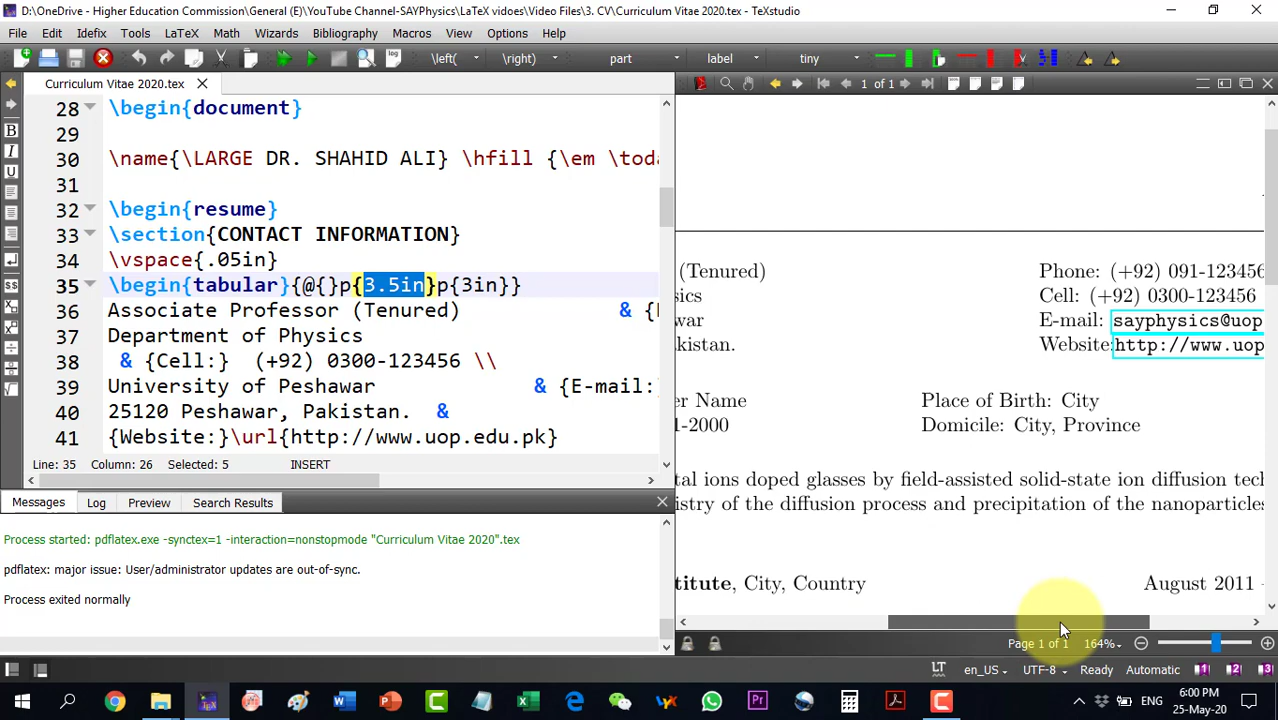 D:\OneDrive - Higher Education Commission\General (E)\YouTube Channel-SAYPhysics\LaTeX vidoes\Video Files\3. CV\Curriculum Vitae 2020.tex - TeXstudio
File Edit Idefix Tools LaTeX Math Wizards Bibliography Macros View Options Help
\left( \right) part label tiny
Curriculum Vitae 2020.tex
1 of 1
28 \begin{document}
29
30 \name{\LARGE DR. SHAHID ALI} \hfill {\em \toda
31
32 \begin{resume}
33 \section{CONTACT INFORMATION}
34 \vspace{.05in}
35 \begin{tabular}{@{}p{3.5in}p{3in}}
36 Associate Professor (Tenured) & {
37 Department of Physics
38 & {Cell:} (+92) 0300-123456 \\
39 University of Peshawar & {E-mail:
40 25120 Peshawar, Pakistan. &
41 {Website:}\url{http://www.uop.edu.pk}
Line: 35 Column: 26 Selected: 5 INSERT
Messages Log Preview Search Results
Process started: pdflatex.exe -synctex=1 -interaction=nonstopmode "Curriculum Vitae 2020".tex
pdflatex: major issue: User/administrator updates are out-of-sync.
Process exited normally
(Tenured) Phone: (+92) 091-123456
sics Cell: (+92) 0300-123456
war E-mail: sayphysics@uop
kistan. Website:http://www.uop
er Name Place of Birth: City
1-2000 Domicile: City, Province
tal ions doped glasses by field-assisted solid-state ion diffusion tech
istry of the diffusion process and precipitation of the nanoparticles
titute, City, Country August 2011 -
Page 1 of 1 164%
LT en_US UTF-8 Ready Automatic 1 2 3
ENG 6:00 PM
25-May-20